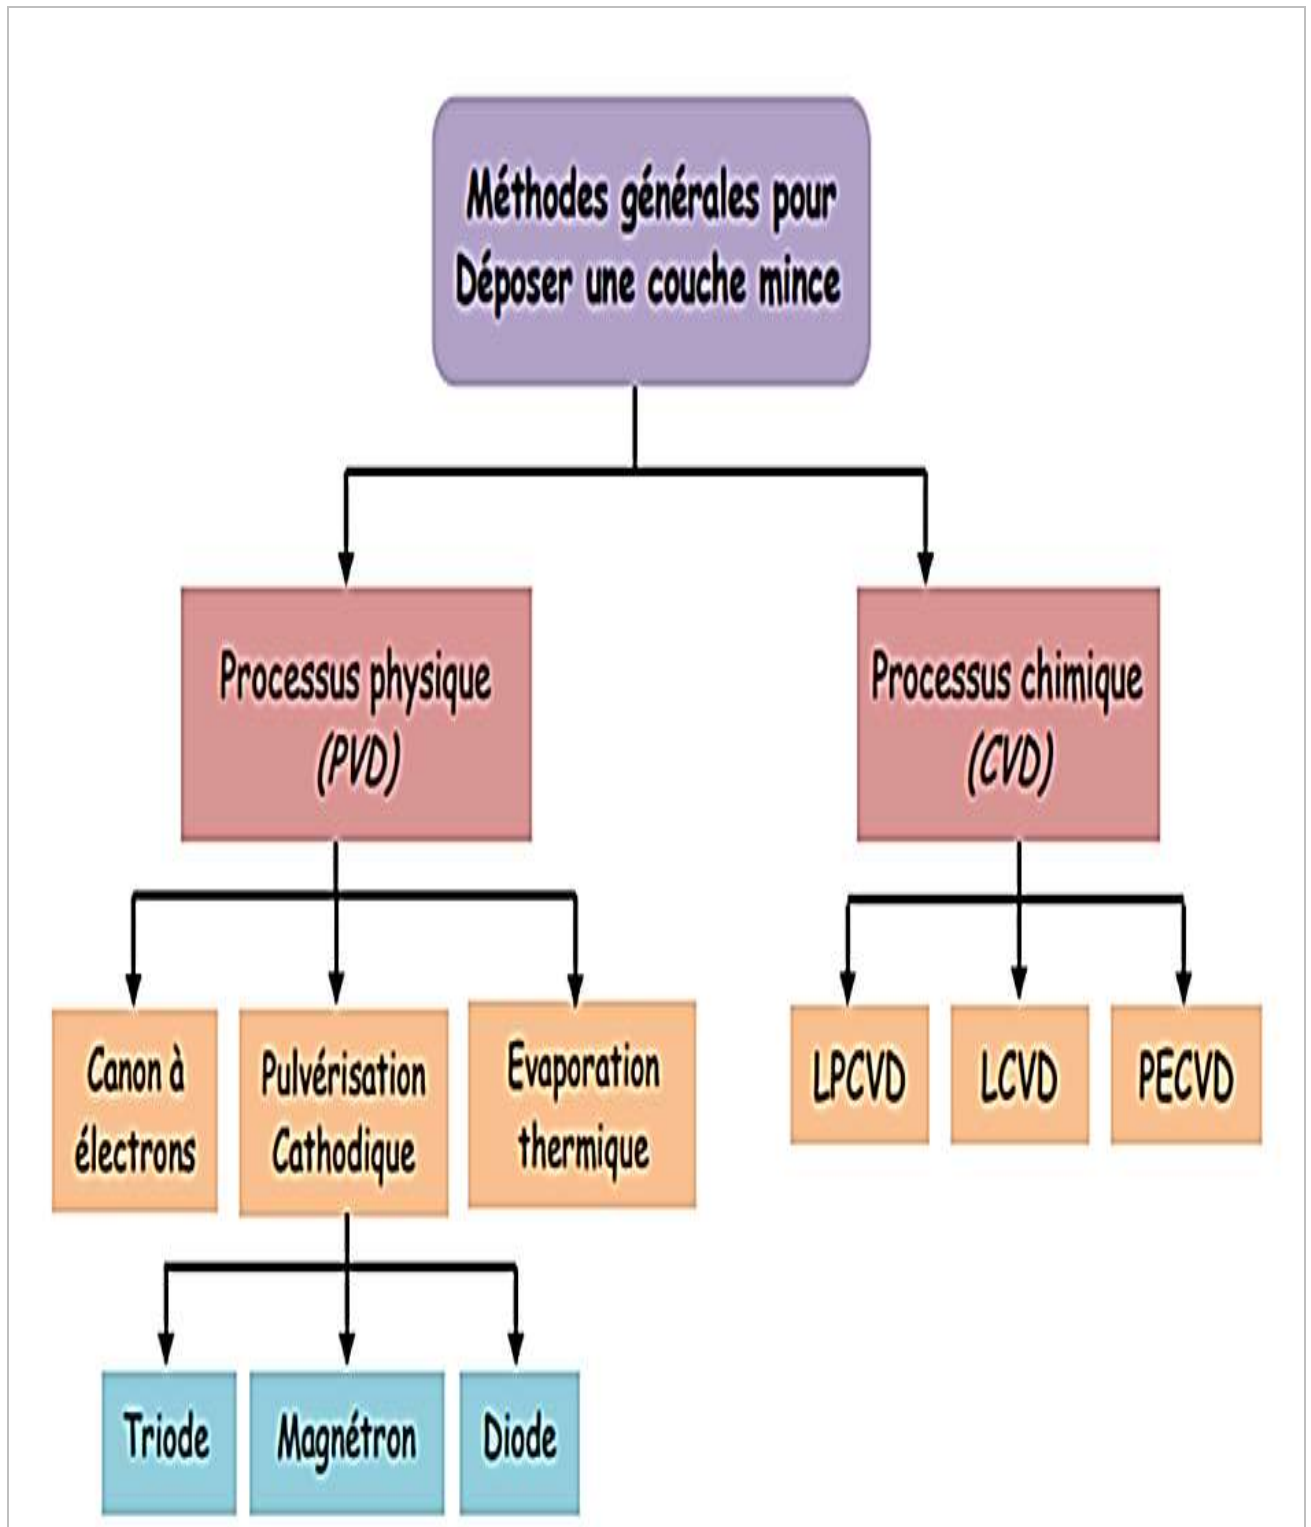 Méthodes générales pour
Déposer une couche mince
Processus physique
(PVD)
Processus chimique
(CVD)
Canon à
électrons
Pulvérisation
Cathodique
Evaporation
thermique
LPCVD
LCVD
PECVD
Triode
Magnétron
Diode